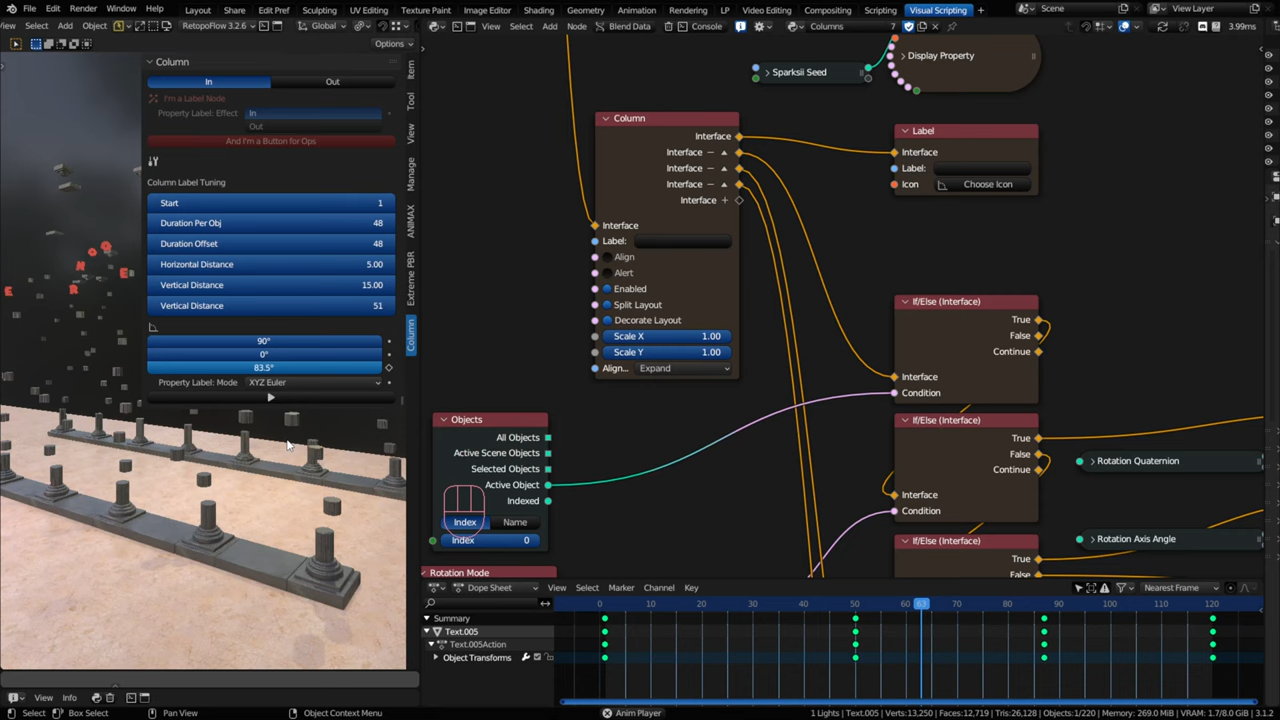 File Edit Render Window Help
Layout Part Sketch Edit Pref Sculpting UV Editing Geometry Animation Rendering LP Video Editing Compositing Scripting Visual Scripting +
Scene View Layer
Add Object RetopoFlow 3.2.6 Global
View Select Add Node Blend Data Console Columns 7 3.99ms
Options
Column
In Out
I'm a Label Node
Property Label: Effect In
Out
And I'm a Button for Ops
Column Label Tuning
Start 1
Duration Per Obj 48
Duration Offset 48
Horizontal Distance 5.00
Vertical Distance 15.00
Vertical Distance 51
90°
0°
83.5°
Property Label: Mode XYZ Euler
Item
Tool
View
Manage
ANIMAX
Extreme PBR
Column
Display Property
Sparksii Seed
Column
Interface
Interface
Interface
Interface
Interface
Interface
Label:
Align
Alert
Enabled
Split Layout
Decorate Layout
Scale X 1.00
Scale Y 1.00
Align... Expand
Label
Interface
Label:
Icon Choose Icon
If/Else (Interface)
True
False
Continue
Interface
Condition
If/Else (Interface)
True
False
Continue
Interface
Condition
If/Else (Interface)
True
False
Rotation Quaternion
Rotation Axis Angle
Objects
All Objects
Active Scene Objects
Selected Objects
Active Object
Indexed
Index Name
Index 0
Rotation Mode
Dope Sheet View Select Marker Channel Key Nearest Frame
0 10 20 30 40 50 60 63 70 80 90 100 110 120
Summary
Text.005
Text.005Action
Object Transforms
View Info
Select Box Select Pan View Object Context Menu Anim Player 1 Lights | Text.005 | Verts:13,250 | Faces:12,719 | Tris:26,128 | Objects:1/220 | Memory: 269.0 MiB | VRAM: 1.7/8.0 GiB | 3.1.2